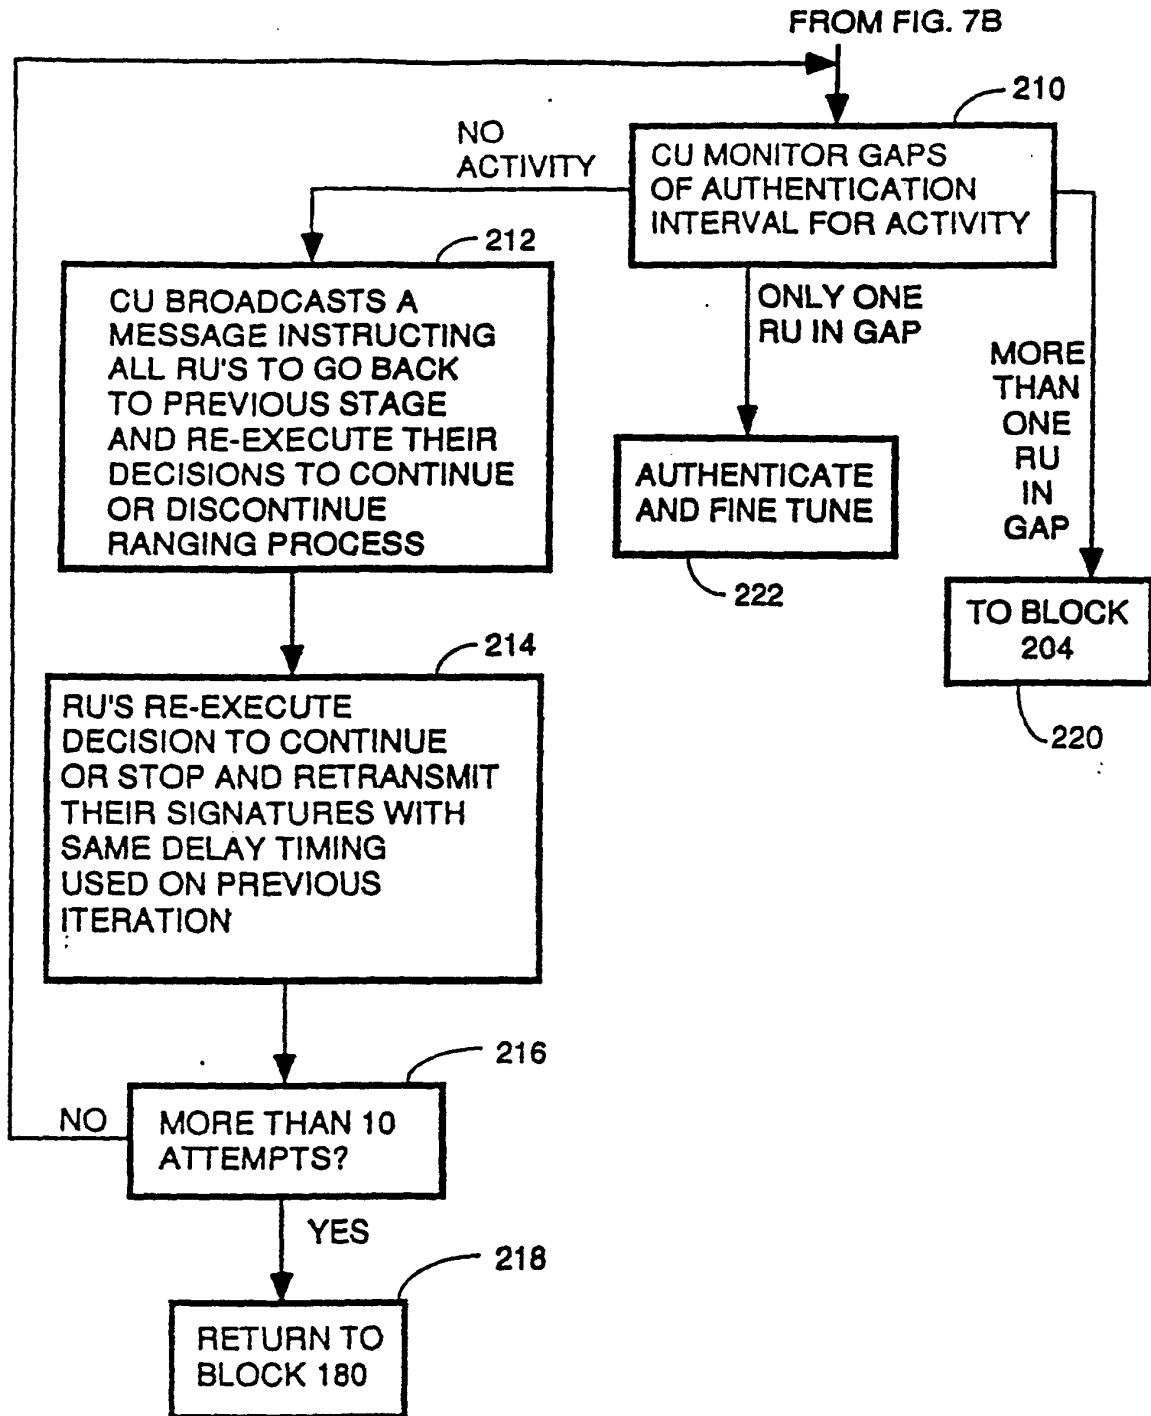 FROM FIG. 7B
210
CU MONITOR GAPS
OF AUTHENTICATION
INTERVAL FOR ACTIVITY
NO
ACTIVITY
212
CU BROADCASTS A
MESSAGE INSTRUCTING
ALL RU'S TO GO BACK
TO PREVIOUS STAGE
AND RE-EXECUTE THEIR
DECISIONS TO CONTINUE
OR DISCONTINUE
RANGING PROCESS
ONLY ONE
RU IN GAP
MORE
THAN
ONE
RU
IN
GAP
AUTHENTICATE
AND FINE TUNE
222
TO BLOCK
204
220
214
RU'S RE-EXECUTE
DECISION TO CONTINUE
OR STOP AND RETRANSMIT
THEIR SIGNATURES WITH
SAME DELAY TIMING
USED ON PREVIOUS
ITERATION
216
NO
MORE THAN 10
ATTEMPTS?
YES
218
RETURN TO
BLOCK 180